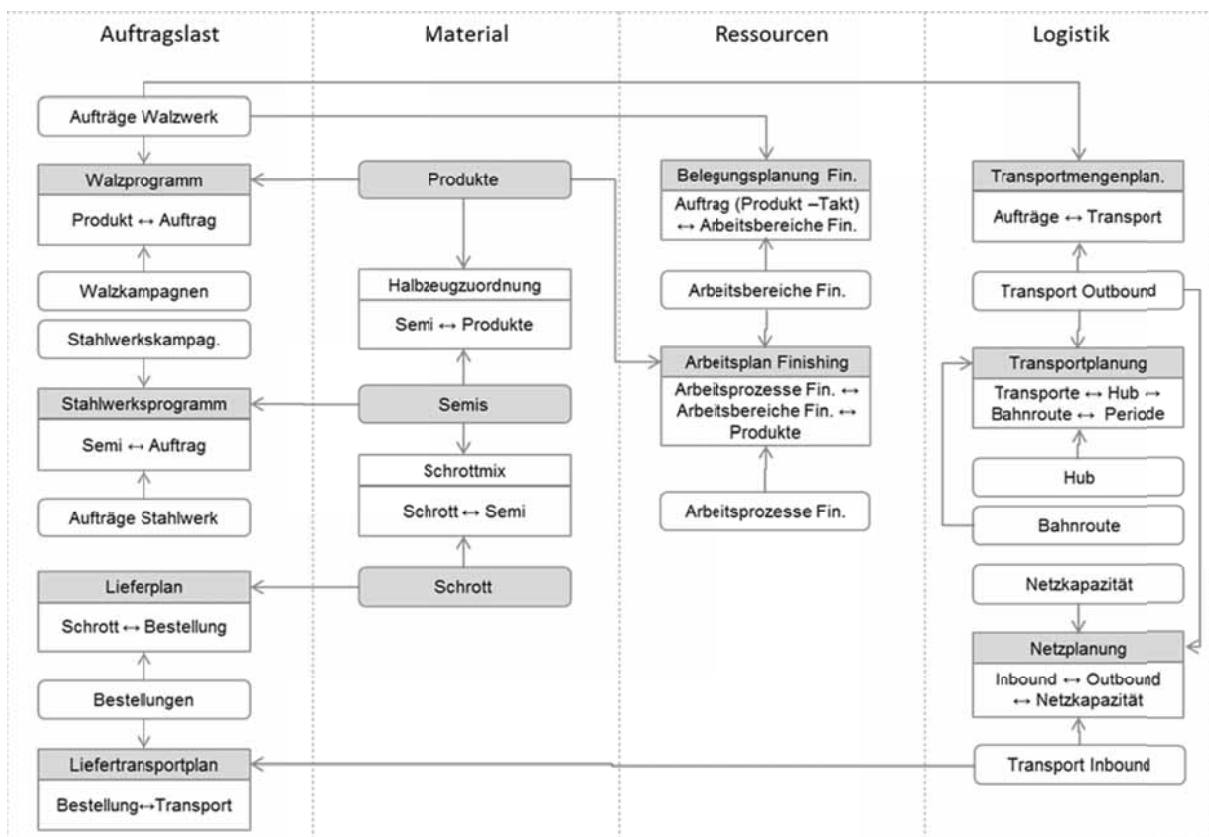 Auftragslast
Aufträge Walzwerk
Walzprogramm
Produkt ↔ Auftrag
Walzkampagnen
Stahlwerkskampag.
Stahlwerksprogramm
Semi ↔ Auftrag
Aufträge Stahlwerk
Lieferplan
Schrott ↔ Bestellung
Bestellungen
Liefertransportplan
Bestellung↔Transport
Material
Produkte
Halbzeugzuordnung
Semi ↔ Produkte
Semis
Schrottmix
Schrott ↔ Semi
Schrott
Ressourcen
Belegungsplanung Fin.
Auftrag (Produkt –Takt)
↔ Arbeitsbereiche Fin.
Arbeitsbereiche Fin.
Arbeitsplan Finishing
Arbeitsprozesse Fin. ↔
Arbeitsbereiche Fin. ↔
Produkte
Arbeitsprozesse Fin.
Logistik
Transportmengenplan.
Aufträge ↔ Transport
Transport Outbound
Transportplanung
Transporte ↔ Hub ↔
Bahnroute ↔ Periode
Hub
Bahnroute
Netzkapazität
Netzplanung
Inbound ↔ Outbound
↔ Netzkapazität
Transport Inbound